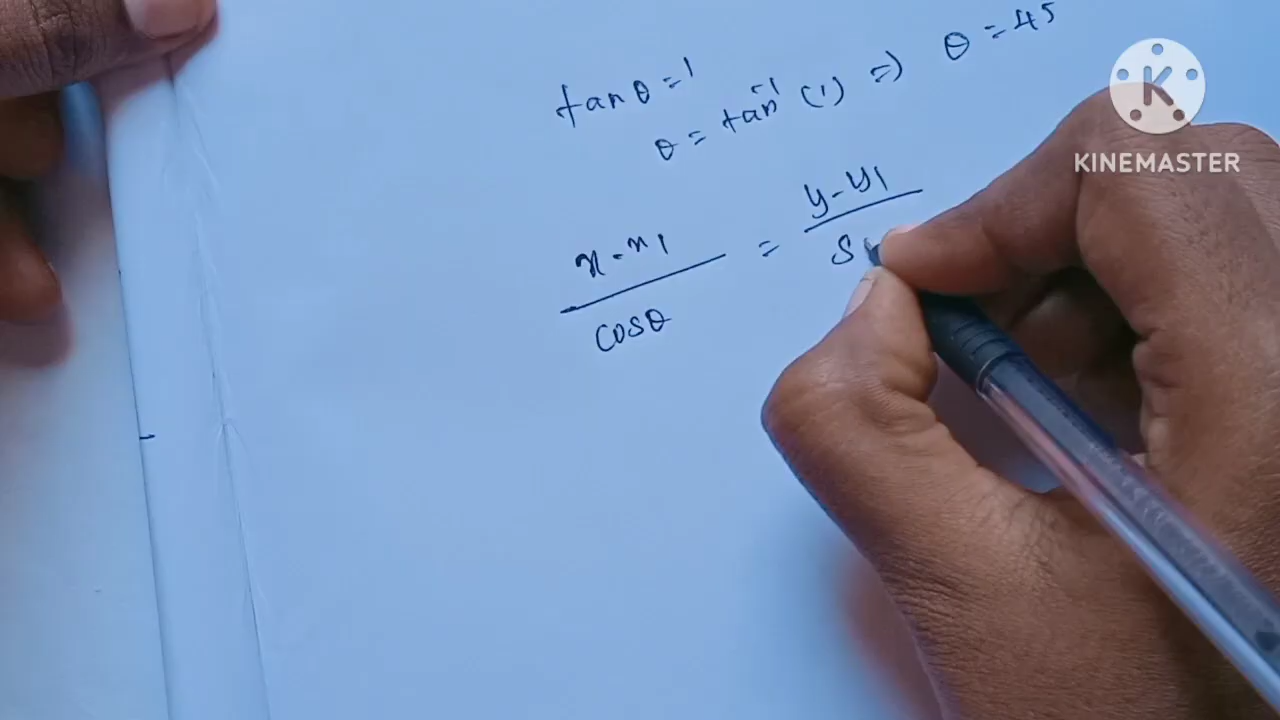 tanθ = 1
θ = tan⁻¹ (1) => θ = 45
x - x1 / cosθ = y - y1 / s
KINEMASTER